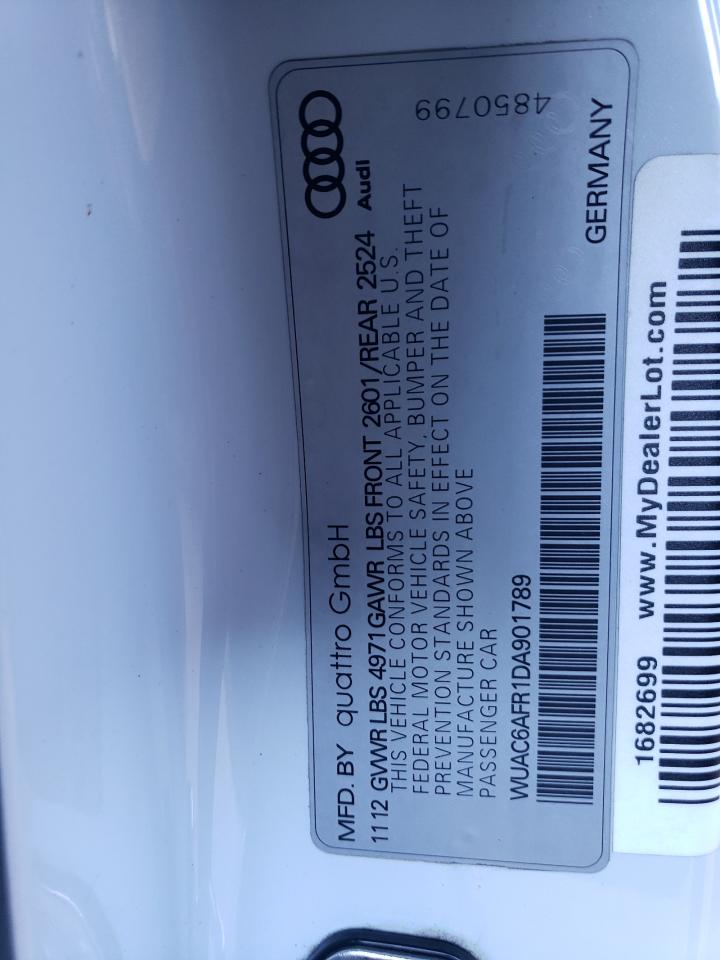 MFD. BY quattro GmbH
1112 GVWR LBS 4971 GAWR LBS FRONT 2601/REAR 2524
THIS VEHICLE CONFORMS TO ALL APPLICABLE U.S.
FEDERAL MOTOR VEHICLE SAFETY, BUMPER AND THEFT
PREVENTION STANDARDS IN EFFECT ON THE DATE OF
MANUFACTURE SHOWN ABOVE
PASSENGER CAR
WUAC6AFR1DA901789
Audi
4850799
GERMANY
1682699 www.MyDealerLot.com